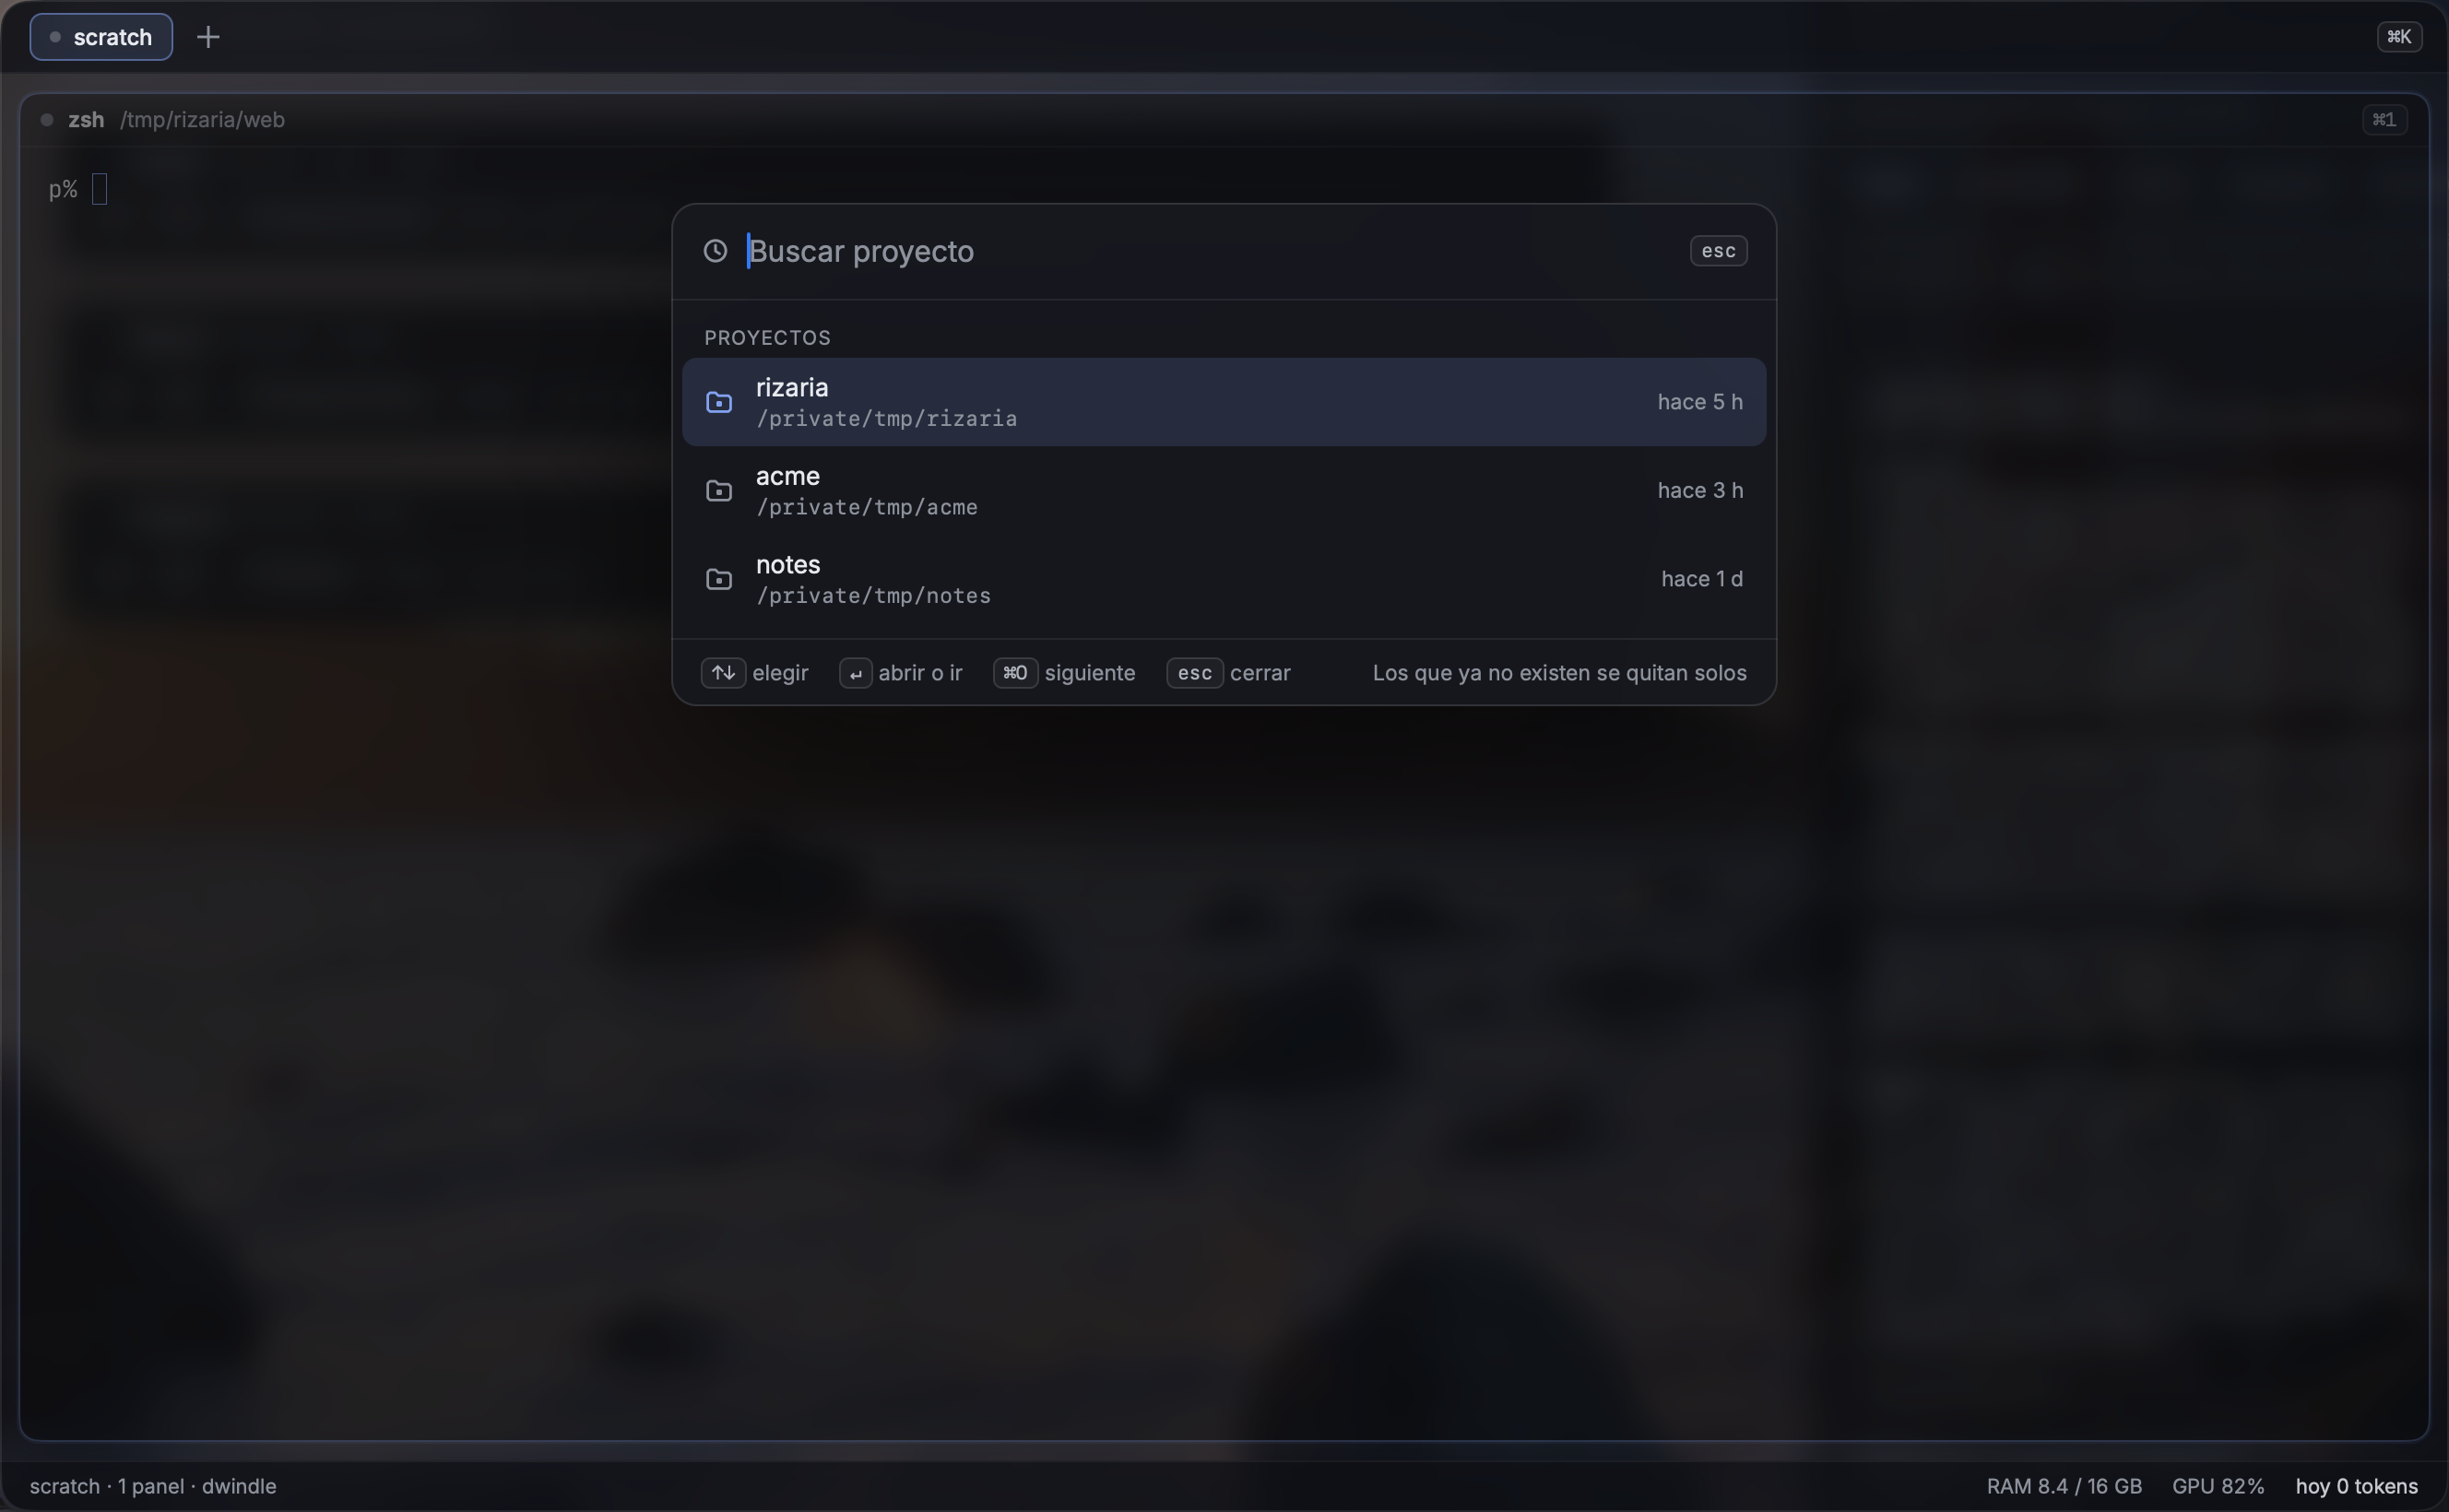 scratch
⌘K
zsh /tmp/rizaria/web
⌘1
p%
Buscar proyecto
esc
PROYECTOS
rizaria
/private/tmp/rizaria
hace 5 h
acme
/private/tmp/acme
hace 3 h
notes
/private/tmp/notes
hace 1 d
↑↓ elegir ↵ abrir o ir ⌘O siguiente esc cerrar Los que ya no existen se quitan solos
scratch · 1 panel · dwindle
RAM 8.4 / 16 GB GPU 82% hoy 0 tokens